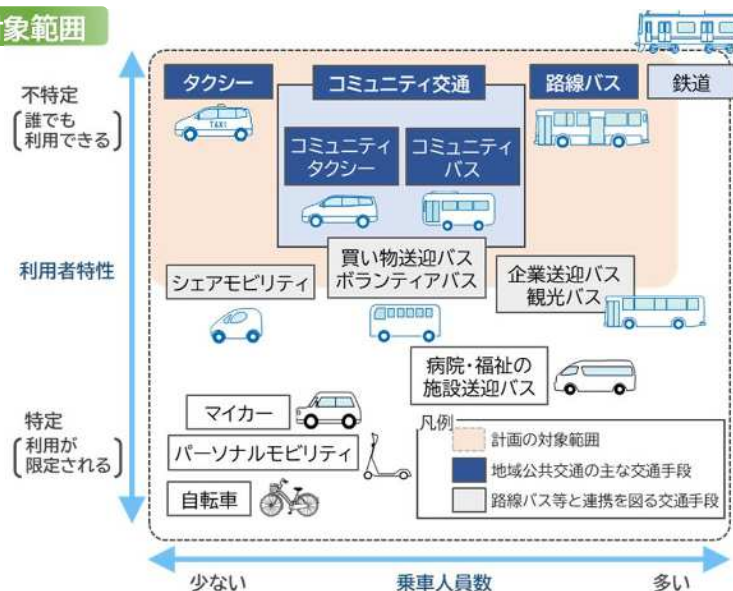 対象範囲
不特定
誰でも
利用できる
利用者特性
特定
利用が
限定される
タクシー
コミュニティ交通
路線バス
鉄道
TAXI
コミュニティ
タクシー
コミュニティ
バス
シェアモビリティ
買い物送迎バス
ボランティアバス
企業送迎バス
観光バス
病院・福祉の
施設送迎バス
マイカー
パーソナルモビリティ
自転車
凡例
計画の対象範囲
地域公共交通の主な交通手段
路線バス等と連携を図る交通手段
少ない
乗車人員数
多い